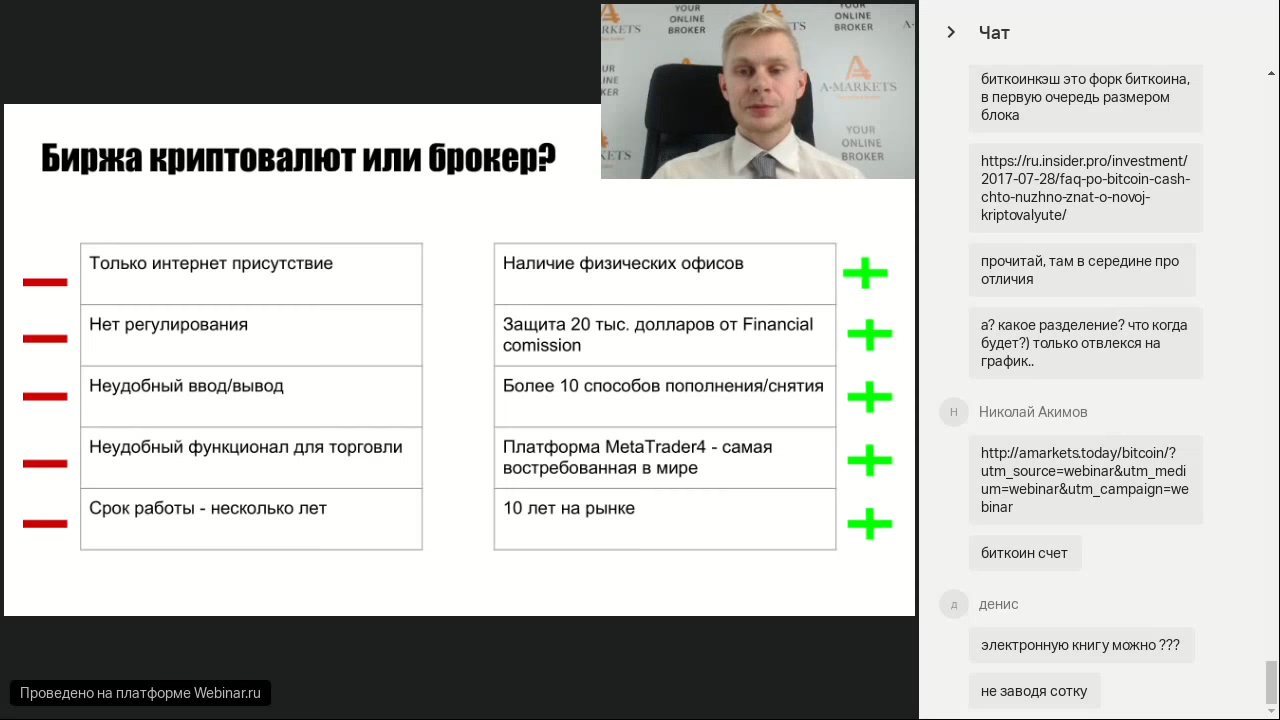 YOUR
ONLINE
BROKER
ONLINE
BROKER
A-MARKETS
YOUR
ONLINE
BROKER
Биржа криптовалют или брокер?
Только интернет присутствие
Наличие физических офисов
Нет регулирования
Защита 20 тыс. долларов от Financial
comission
Неудобный ввод/вывод
Более 10 способов пополнения/снятия
Неудобный функционал для торговли
Платформа MetaTrader4 - самая
востребованная в мире
Срок работы - несколько лет
10 лет на рынке
Проведено на платформе Webinar.ru
Чат
биткоинкэш это форк биткоина,
в первую очередь размером
блока
https://ru.insider.pro/investment/
2017-07-28/faq-po-bitcoin-cash-
chto-nuzhno-znat-o-novoj-
kriptovalyute/
прочитай, там в середине про
отличия
а? какое разделение? что когда
будет?) только отвлекся на
график..
Н
Николай Акимов
http://amarkets.today/bitcoin/?
utm_source=webinar&utm_medi
um=webinar&utm_campaign=we
binar
биткоин счет
д
денис
электронную книгу можно ???
не заводя сотку